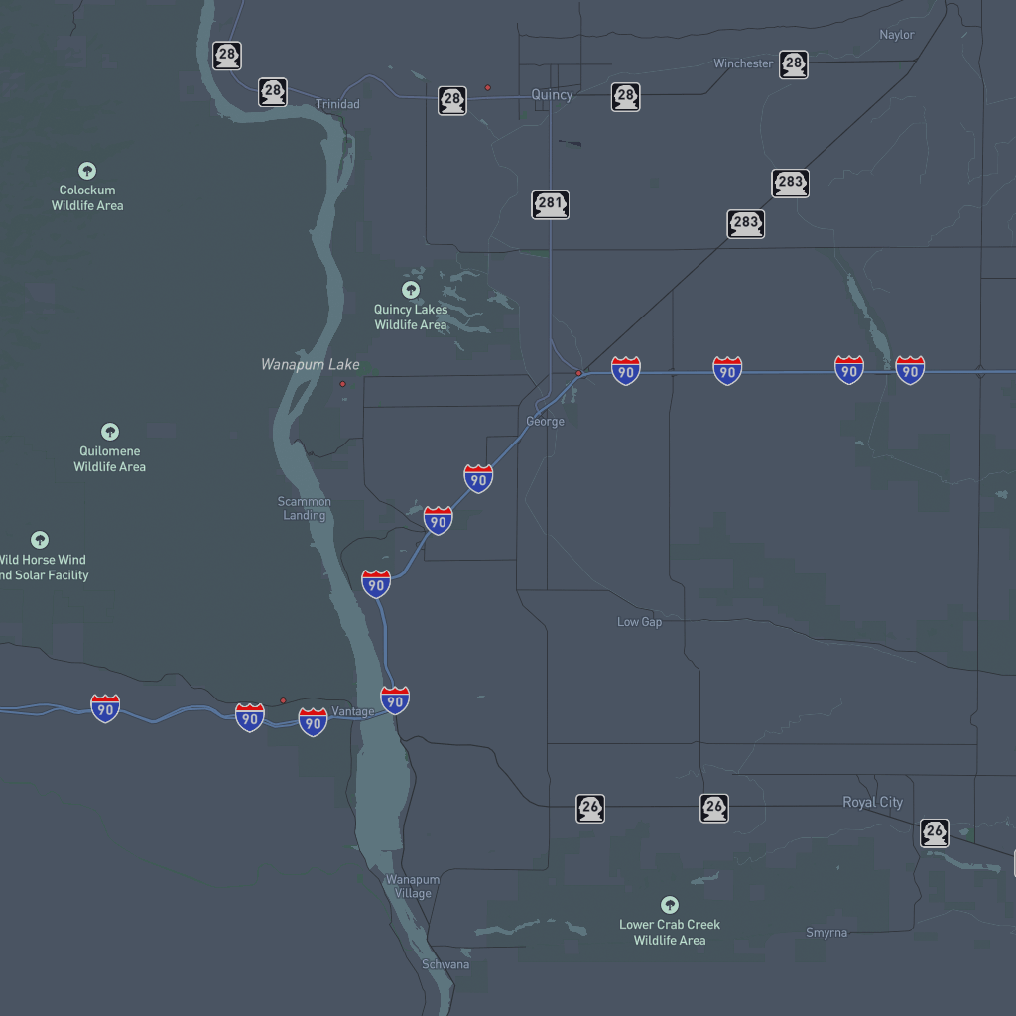 Naylor
28
Winchester
28
28
Trinidad
28
Quincy
28
Colockum
Wildlife Area
283
281
283
Quincy Lakes
Wildlife Area
Wanapum Lake
90
90
90
90
George
Quilomene
Wildlife Area
90
Scammon
Landing
90
Wild Horse Wind
nd Solar Facility
90
Low Gap
90
90
90
90
Vantage
26
26
Royal City
26
Wanapum
Village
Lower Crab Creek
Wildlife Area
Smyrna
Schwana